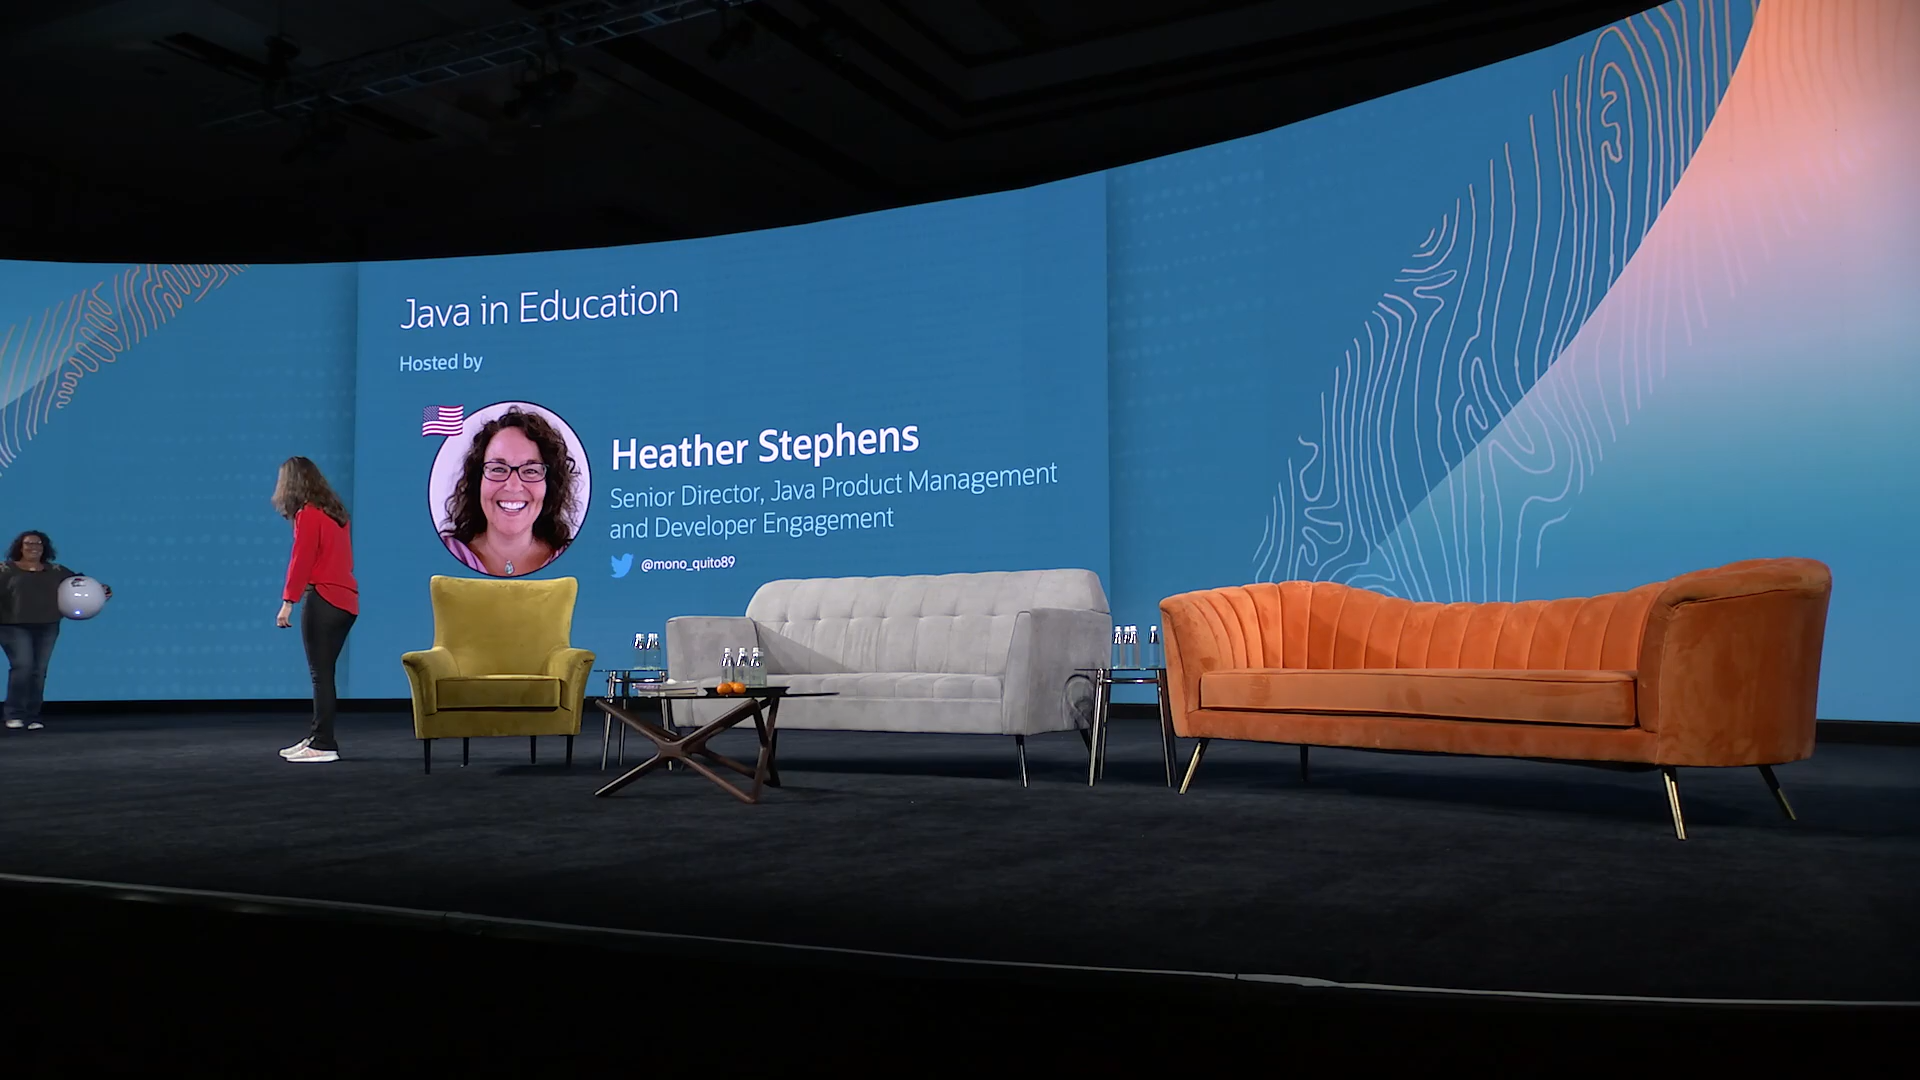 Java in Education
Hosted by
Heather Stephens
Senior Director, Java Product Management
and Developer Engagement
@mono_quito89